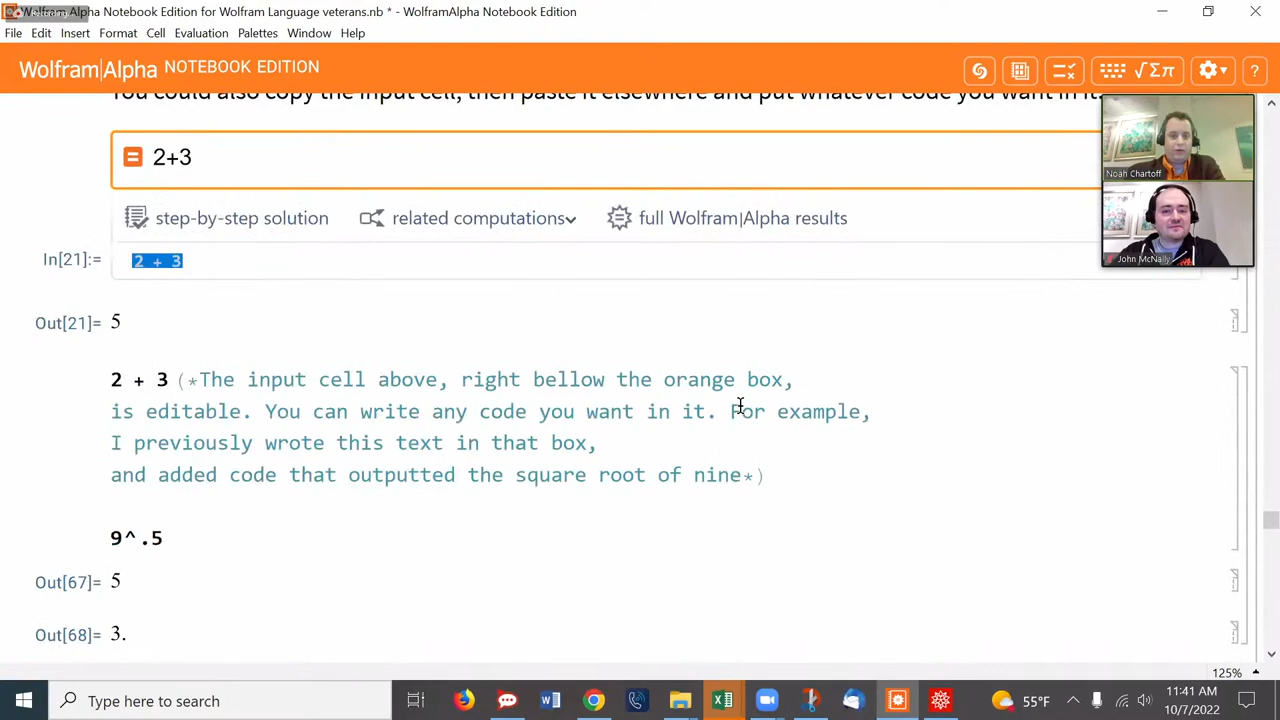 Wolfram Alpha Notebook Edition for Wolfram Language veterans.nb * - WolframAlpha Notebook Edition
File Edit Insert Format Cell Evaluation Palettes Window Help
Wolfram|Alpha NOTEBOOK EDITION
√Σπ
?
You could also copy the input cell, then paste it elsewhere and put whatever code you want in it.
= 2+3
Noah Chartoff
step-by-step solution related computations full Wolfram|Alpha results
John McNally
In[21]:= 2 + 3
Out[21]= 5
2 + 3 (*The input cell above, right bellow the orange box,
is editable. You can write any code you want in it. For example,
I previously wrote this text in that box,
and added code that outputted the square root of nine*)
9^.5
Out[67]= 5
Out[68]= 3.
125%
Type here to search
55°F
11:41 AM
10/7/2022